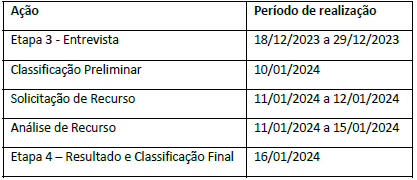 Ação Período de realização
Etapa 3 - Entrevista 18/12/2023 a 29/12/2023
Classificação Preliminar 10/01/2024
Solicitação de Recurso 11/01/2024 a 12/01/2024
Análise de Recurso 11/01/2024 a 15/01/2024
Etapa 4 – Resultado e Classificação Final 16/01/2024